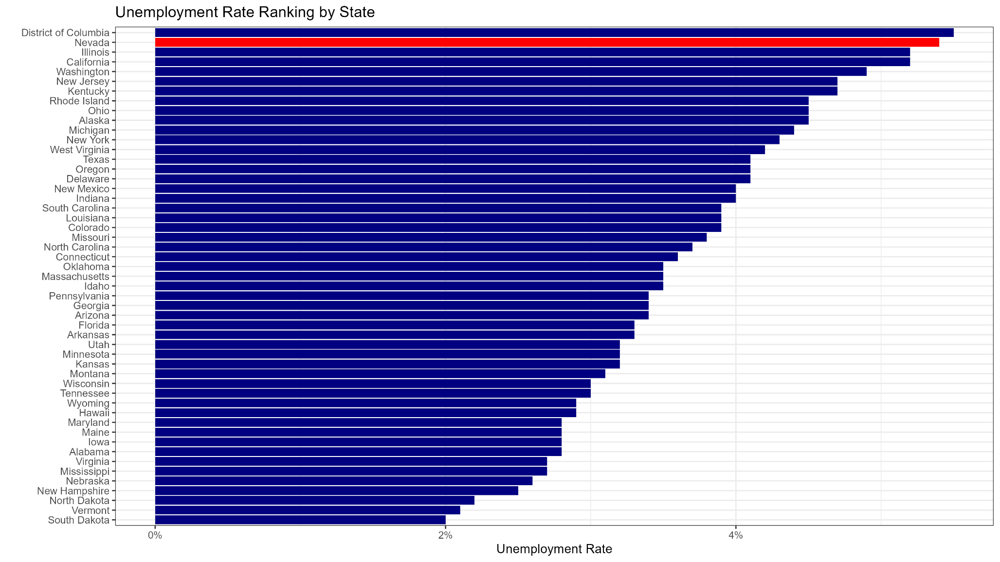 Unemployment Rate Ranking by State
District of Columbia
Nevada
Illinois
California
Washington
New Jersey
Kentucky
Rhode Island
Ohio
Alaska
Michigan
New York
West Virginia
Texas
Oregon
Delaware
New Mexico
Indiana
South Carolina
Louisiana
Colorado
Missouri
North Carolina
Connecticut
Oklahoma
Massachusetts
Idaho
Pennsylvania
Georgia
Arizona
Florida
Arkansas
Utah
Minnesota
Kansas
Montana
Wisconsin
Tennessee
Wyoming
Hawaii
Maryland
Maine
Iowa
Alabama
Virginia
Mississippi
Nebraska
New Hampshire
North Dakota
Vermont
South Dakota
0% 2% 4%
Unemployment Rate